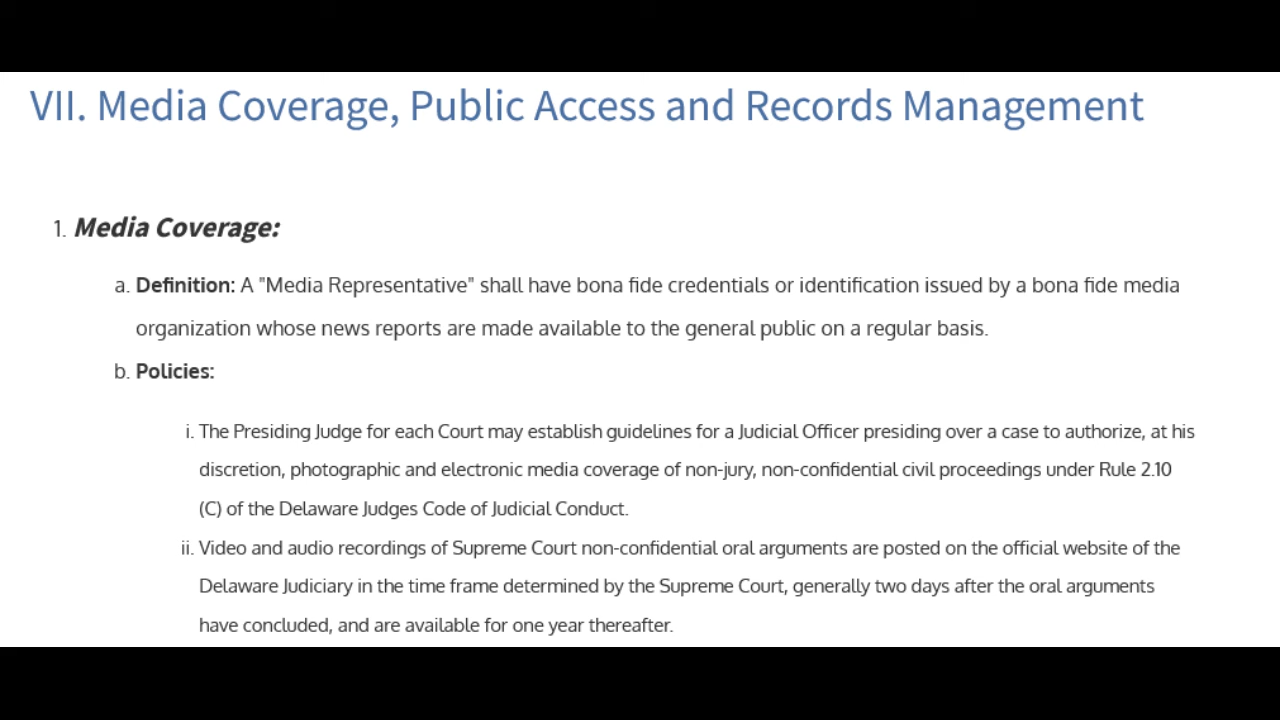 VII. Media Coverage, Public Access and Records Management
1. Media Coverage:
a. Definition: A "Media Representative" shall have bona fide credentials or identification issued by a bona fide media
organization whose news reports are made available to the general public on a regular basis.
b. Policies:
i. The Presiding Judge for each Court may establish guidelines for a Judicial Officer presiding over a case to authorize, at his
discretion, photographic and electronic media coverage of non-jury, non-confidential civil proceedings under Rule 2.10
(C) of the Delaware Judges Code of Judicial Conduct.
ii. Video and audio recordings of Supreme Court non-confidential oral arguments are posted on the official website of the
Delaware Judiciary in the time frame determined by the Supreme Court, generally two days after the oral arguments
have concluded, and are available for one year thereafter.